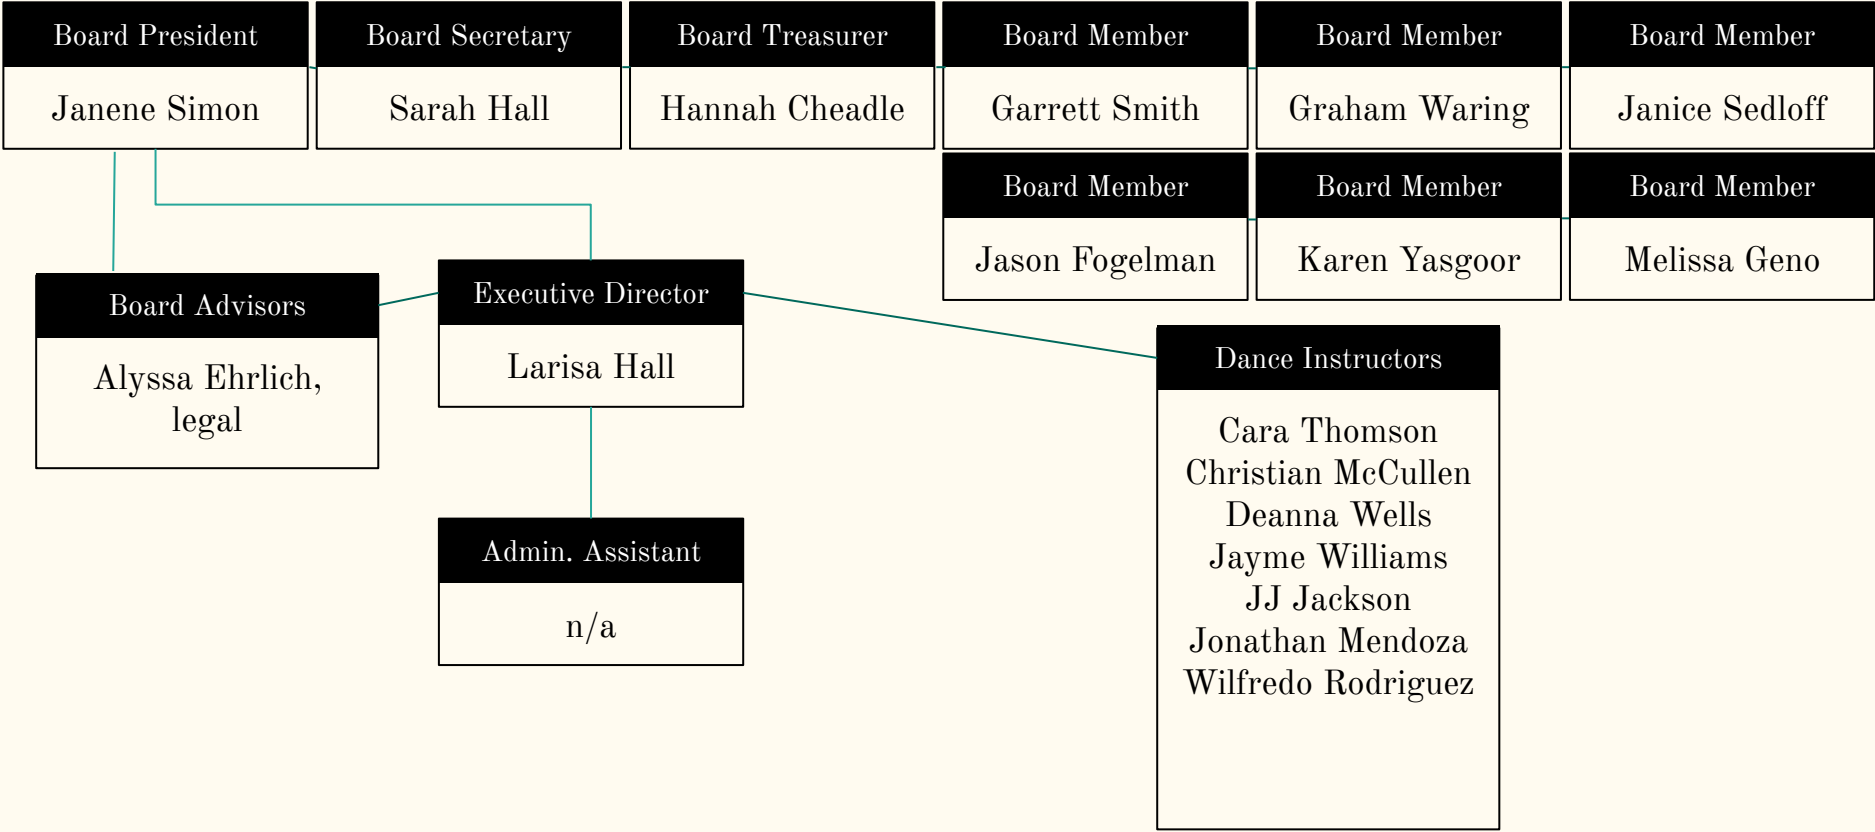 Board President
Janene Simon
Board Secretary
Sarah Hall
Board Treasurer
Hannah Cheadle
Board Member
Garrett Smith
Board Member
Graham Waring
Board Member
Janice Sedloff
Board Member
Jason Fogelman
Board Member
Karen Yasgoor
Board Member
Melissa Geno
Board Advisors
Alyssa Ehrlich,
legal
Executive Director
Larisa Hall
Dance Instructors
Cara Thomson
Christian McCullen
Deanna Wells
Jayme Williams
JJ Jackson
Jonathan Mendoza
Wilfredo Rodriguez
Admin. Assistant
n/a